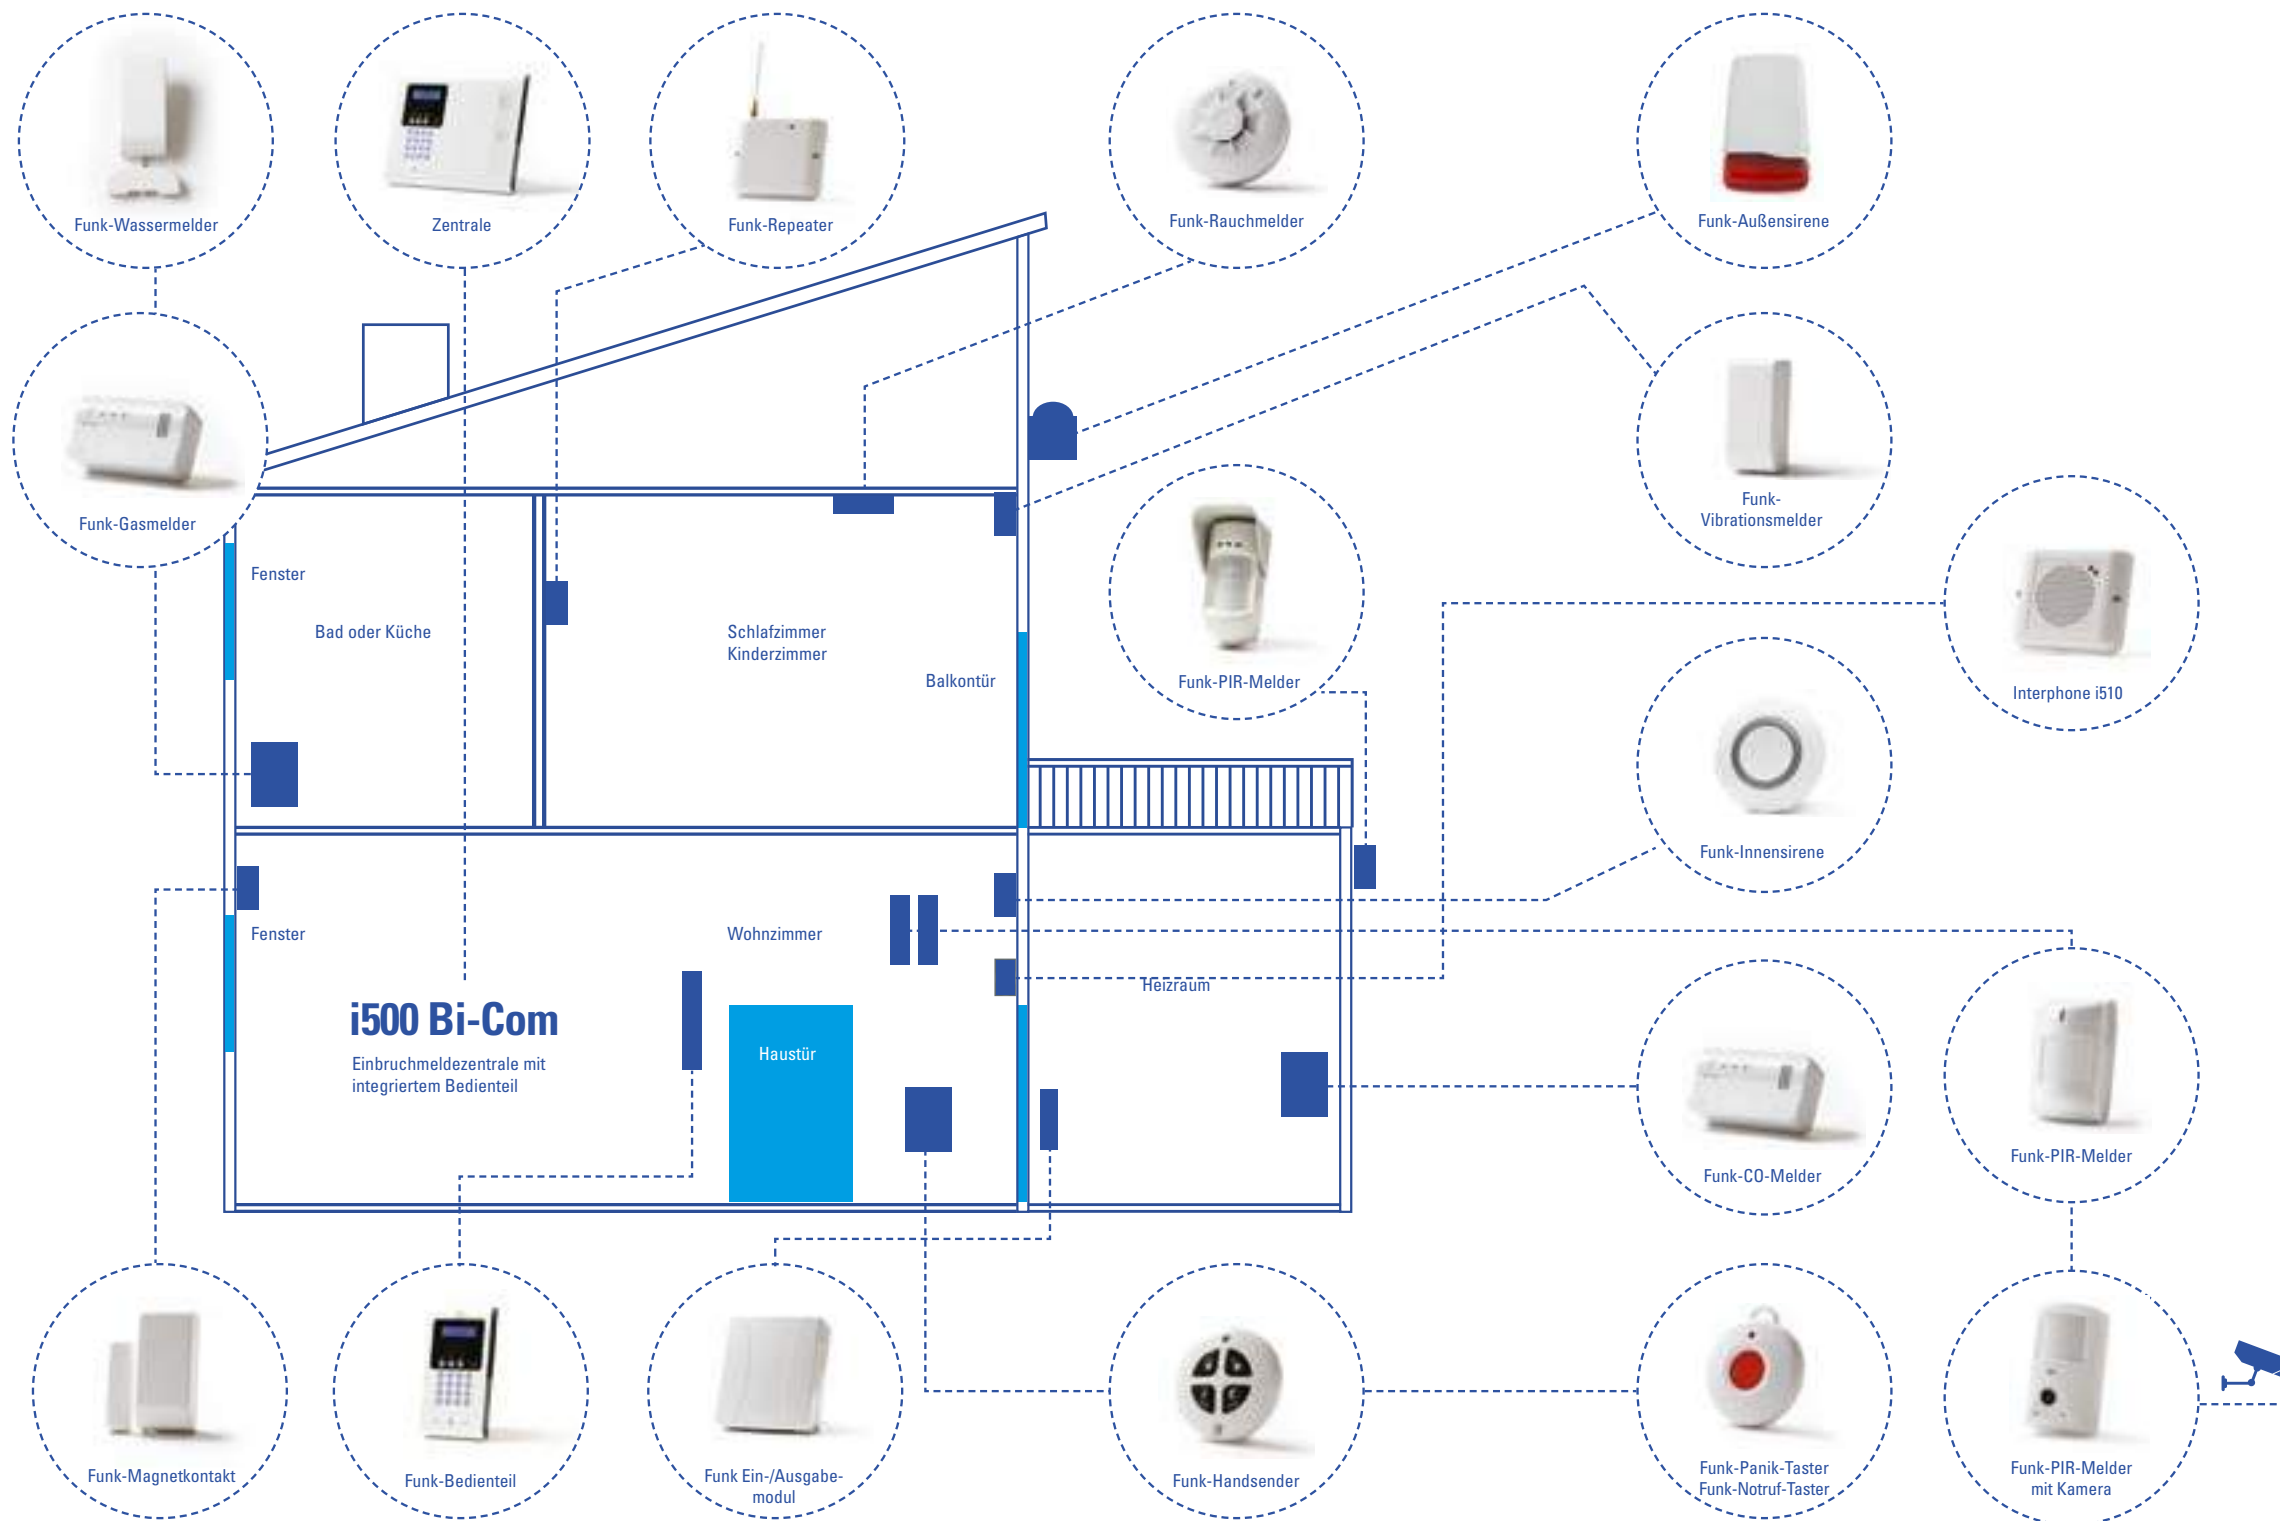 Funk-Wassermelder
Zentrale
Funk-Repeater
Funk-Rauchmelder
Funk-Außensirene
Funk-Gasmelder
Funk-
Vibrationsmelder
Fenster
Bad oder Küche
Schlafzimmer
Kinderzimmer
Balkontür
Funk-PIR-Melder
Interphone i510
Funk-Innensirene
Fenster
Wohnzimmer
Heizraum
i500 Bi-Com
Einbruchmeldezentrale mit
integriertem Bedienteil
Haustür
Funk-CO-Melder
Funk-PIR-Melder
Funk-Magnetkontakt
Funk-Bedienteil
Funk Ein-/Ausgabe-
modul
Funk-Handsender
Funk-Panik-Taster
Funk-Notruf-Taster
Funk-PIR-Melder
mit Kamera